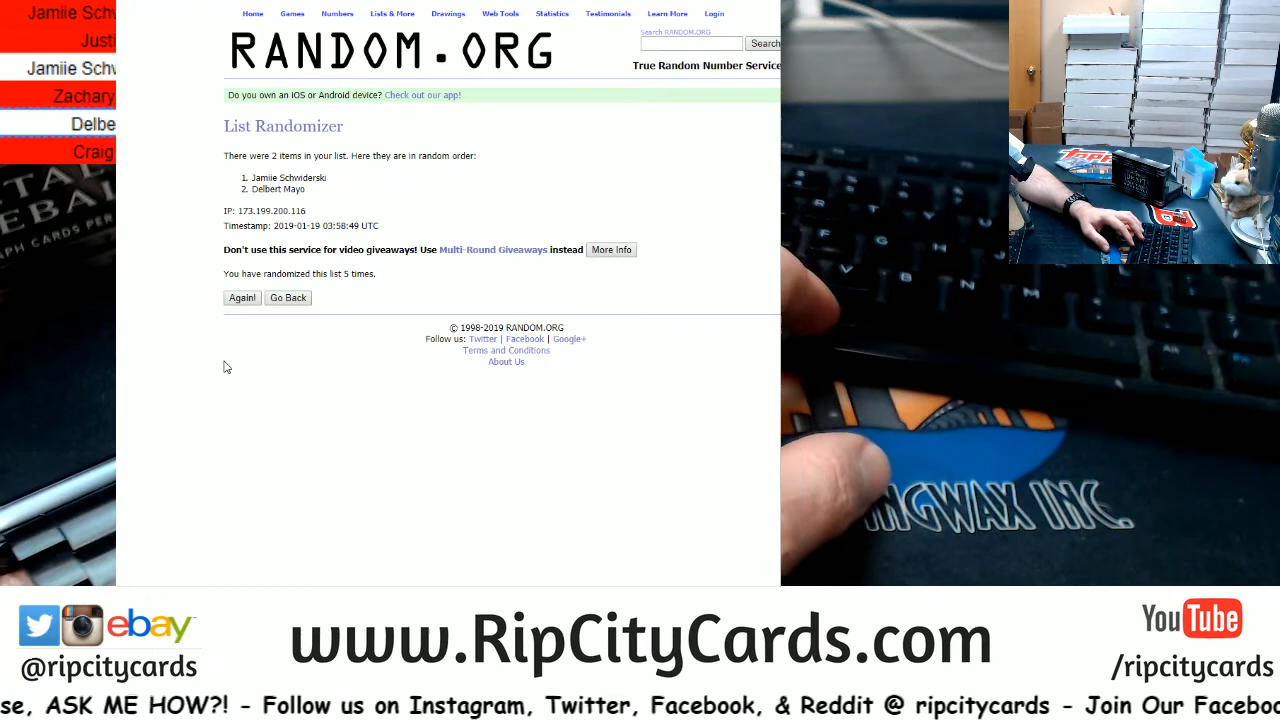 Jamiie Schw
Justi
Jamiie Schw
Zachary
Delbe
Craig
Home Games Numbers Lists & More Drawings Web Tools Statistics Testimonials Learn More Login
RANDOM.ORG
Search RANDOM.ORG
Search
True Random Number Service
Do you own an iOS or Android device? Check out our app!
List Randomizer
There were 2 items in your list. Here they are in random order:
1. Jamiie Schwiderski
2. Delbert Mayo
IP: 173.199.200.116
Timestamp: 2019-01-19 03:58:49 UTC
Don't use this service for video giveaways! Use Multi-Round Giveaways instead More Info
You have randomized this list 5 times.
Again! Go Back
© 1998-2019 RANDOM.ORG
Follow us: Twitter | Facebook | Google+
Terms and Conditions
About Us
INGWAX INC.
ebay
@ripcitycards
www.RipCityCards.com
YouTube
/ripcitycards
se, ASK ME HOW?! - Follow us on Instagram, Twitter, Facebook, & Reddit @ ripcitycards - Join Our Faceboo